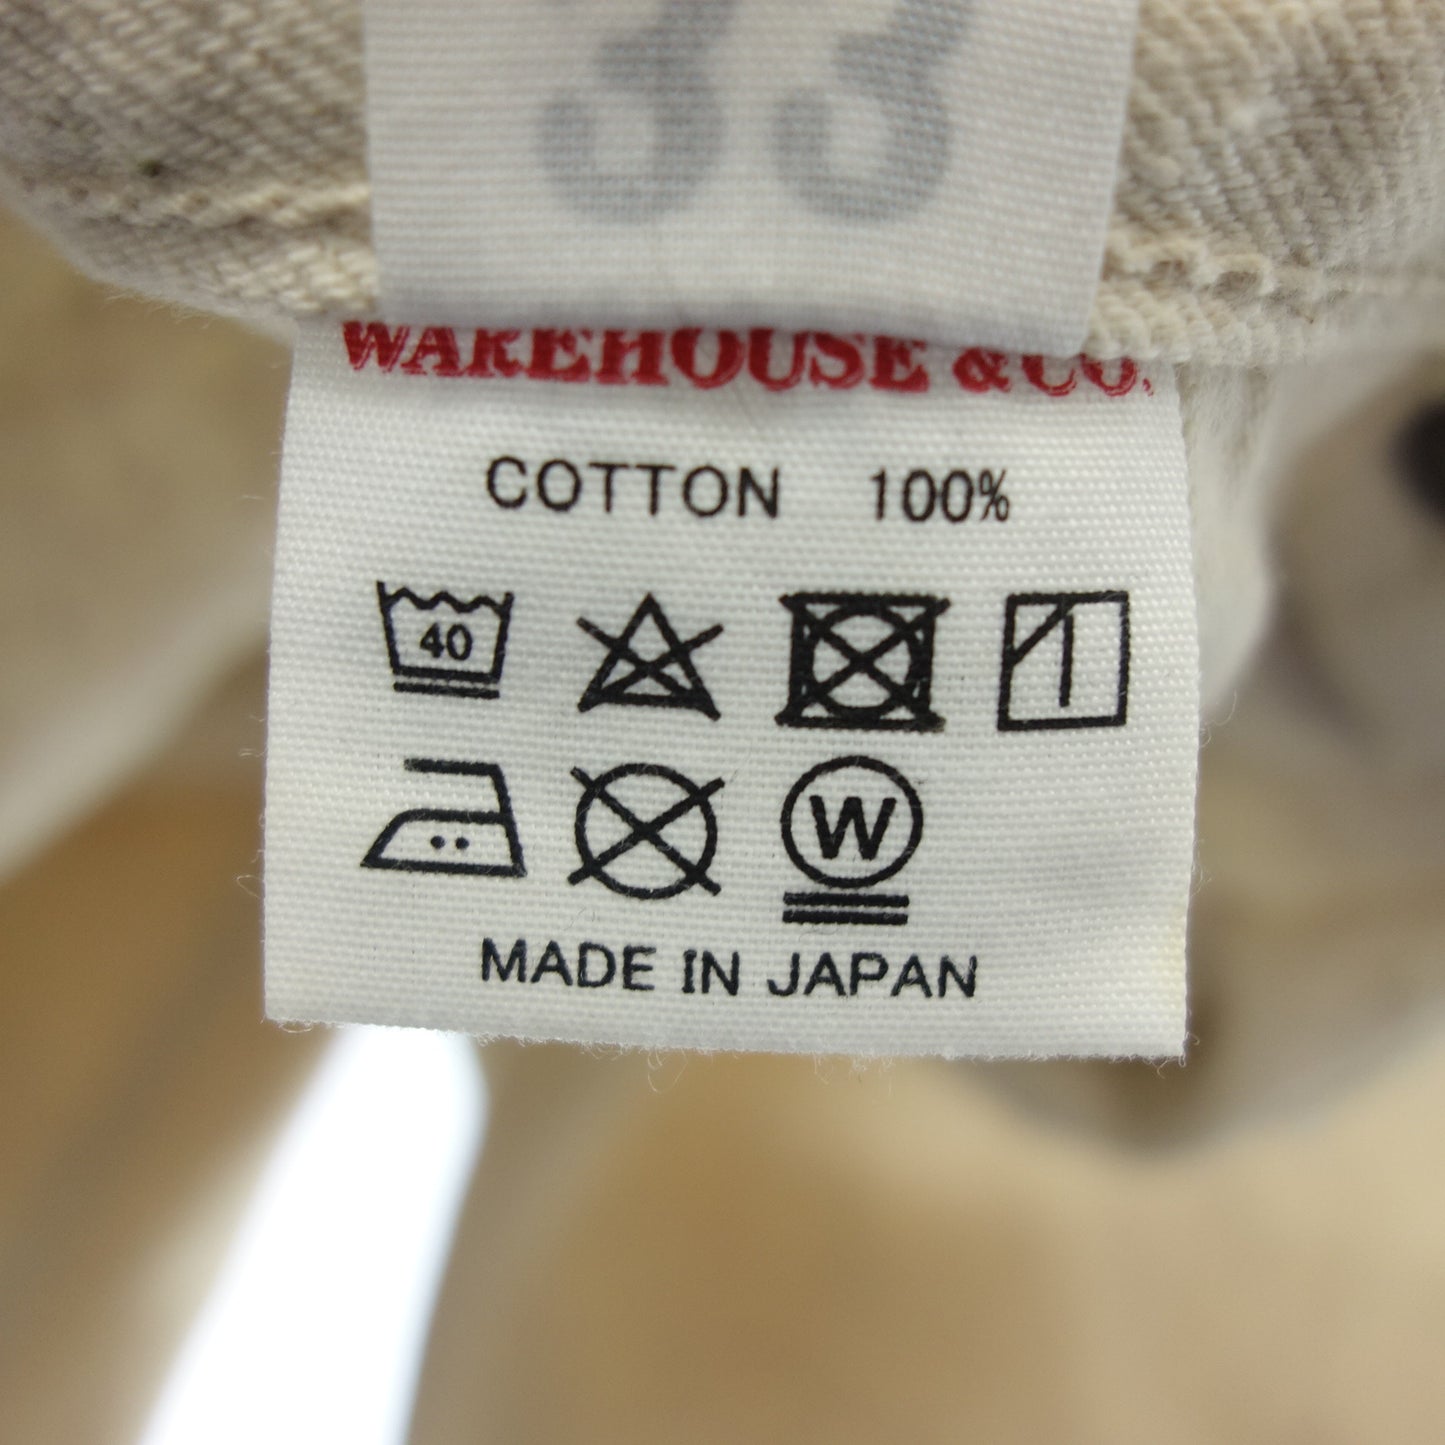 33
WAREHOUSE & CO.
COTTON 100%
40
W
MADE IN JAPAN